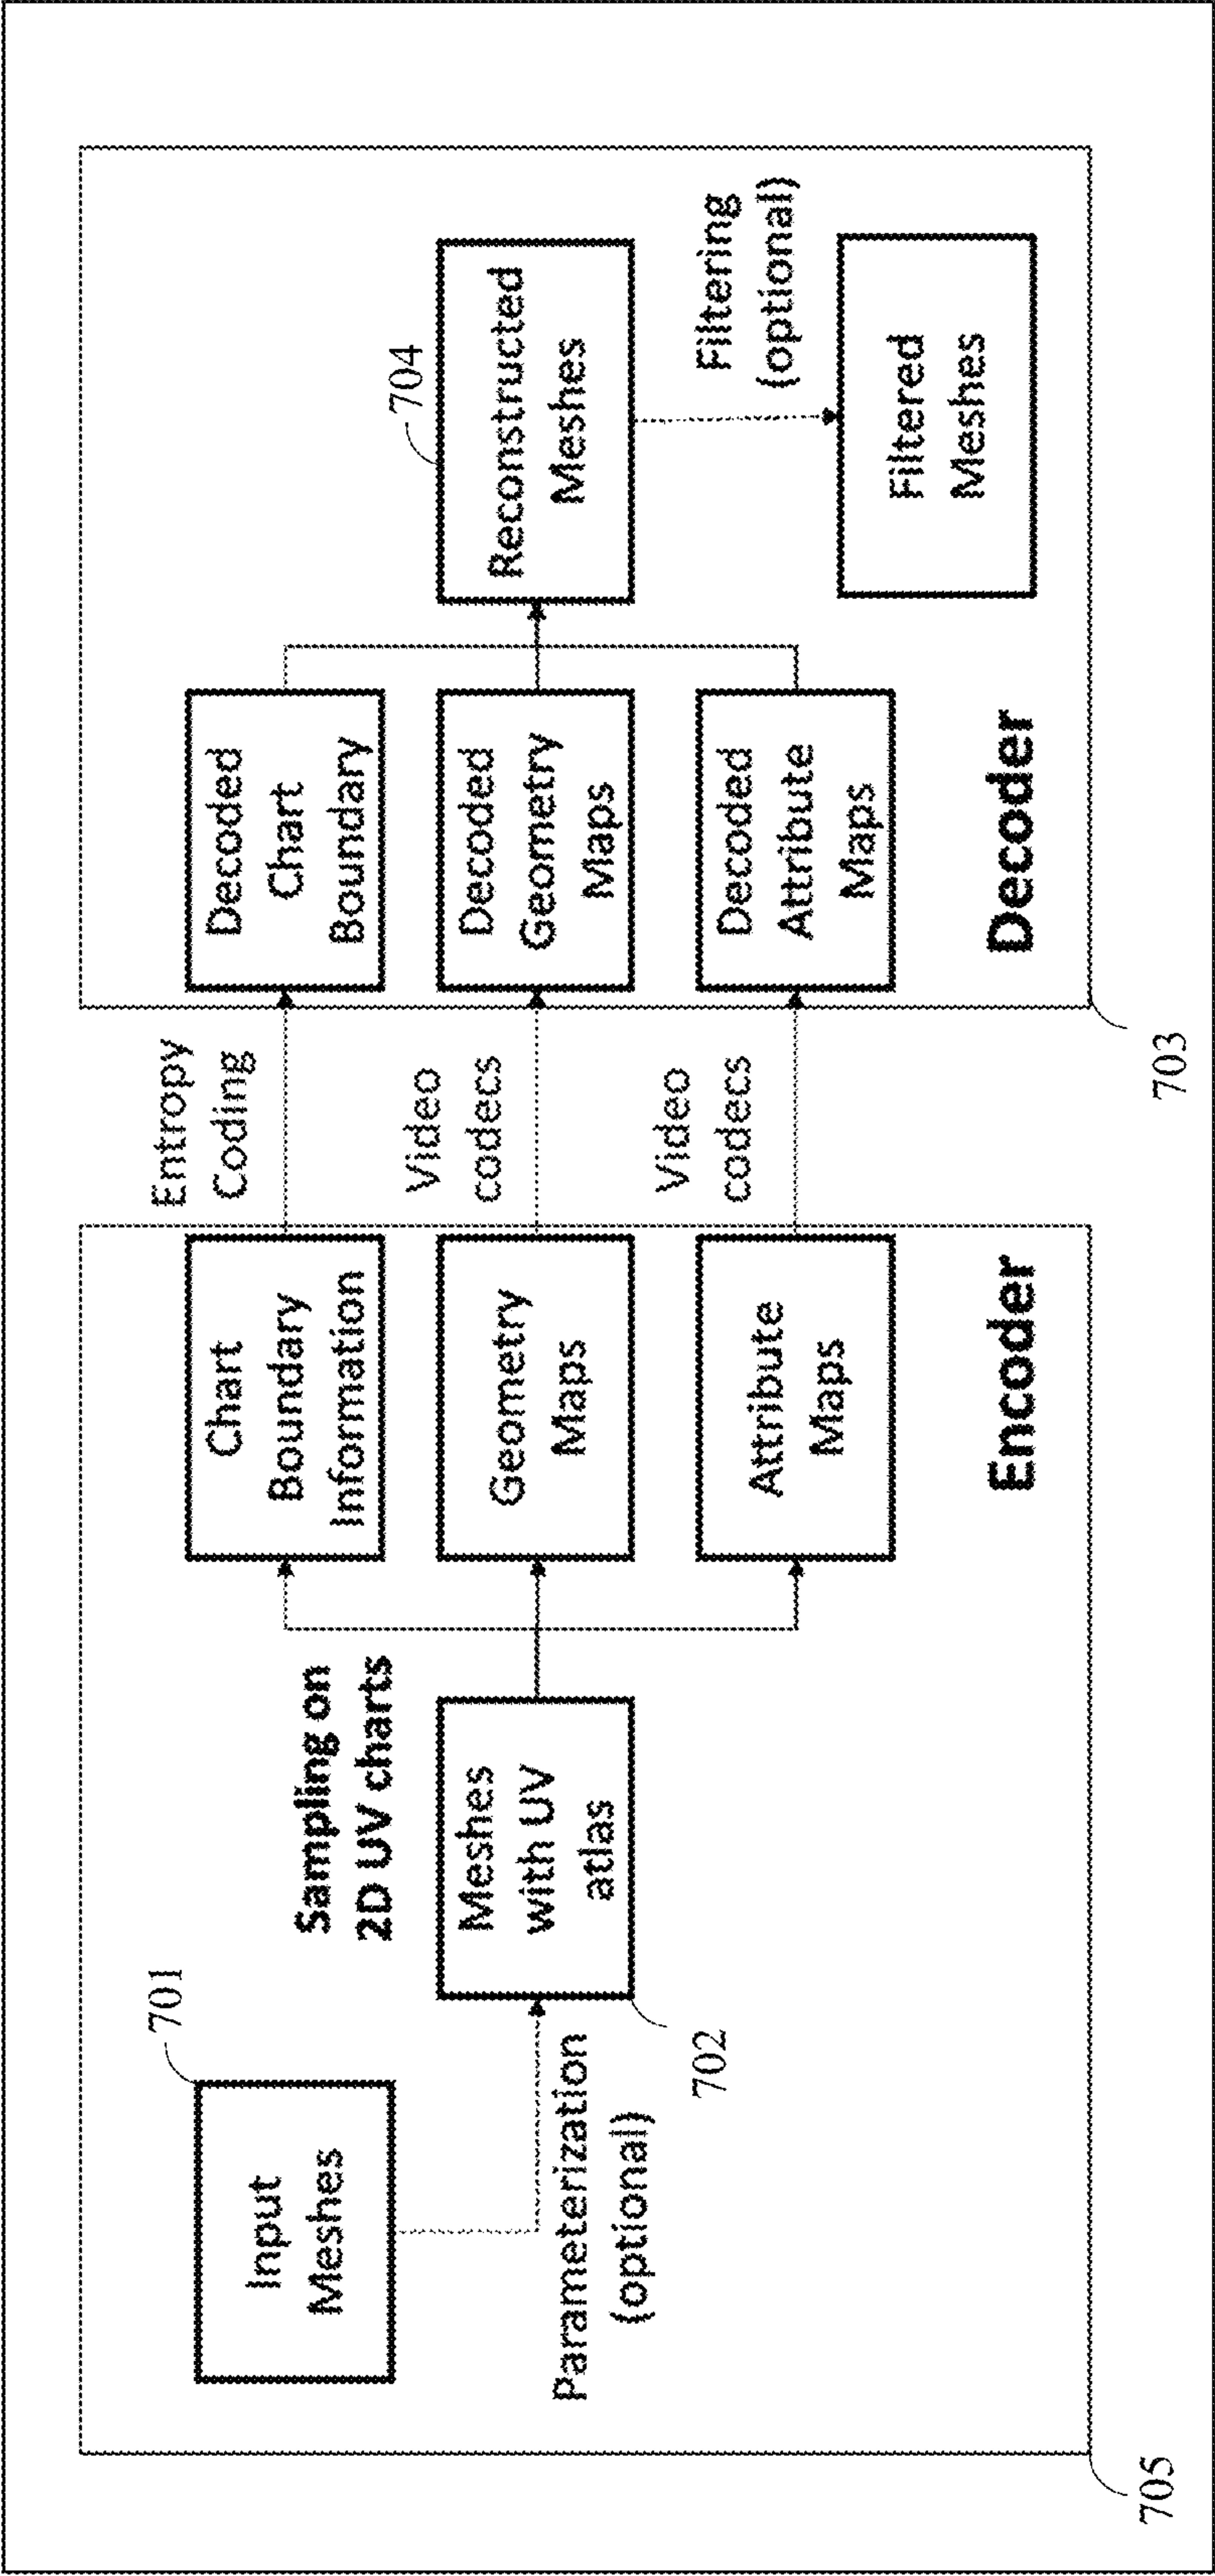 701
Input
Meshes
Parameterization
(optional)
Sampling on
2D UV charts
Meshes
with UV
atlas
702
Chart
Boundary
Information
Geometry
Maps
Attribute
Maps
Encoder
705
Entropy
Coding
Video
codecs
Video
codecs
Decoded
Chart
Boundary
Decoded
Geometry
Maps
Decoded
Attribute
Maps
704
Reconstructed
Meshes
Filtering
(optional)
Filtered
Meshes
Decoder
703